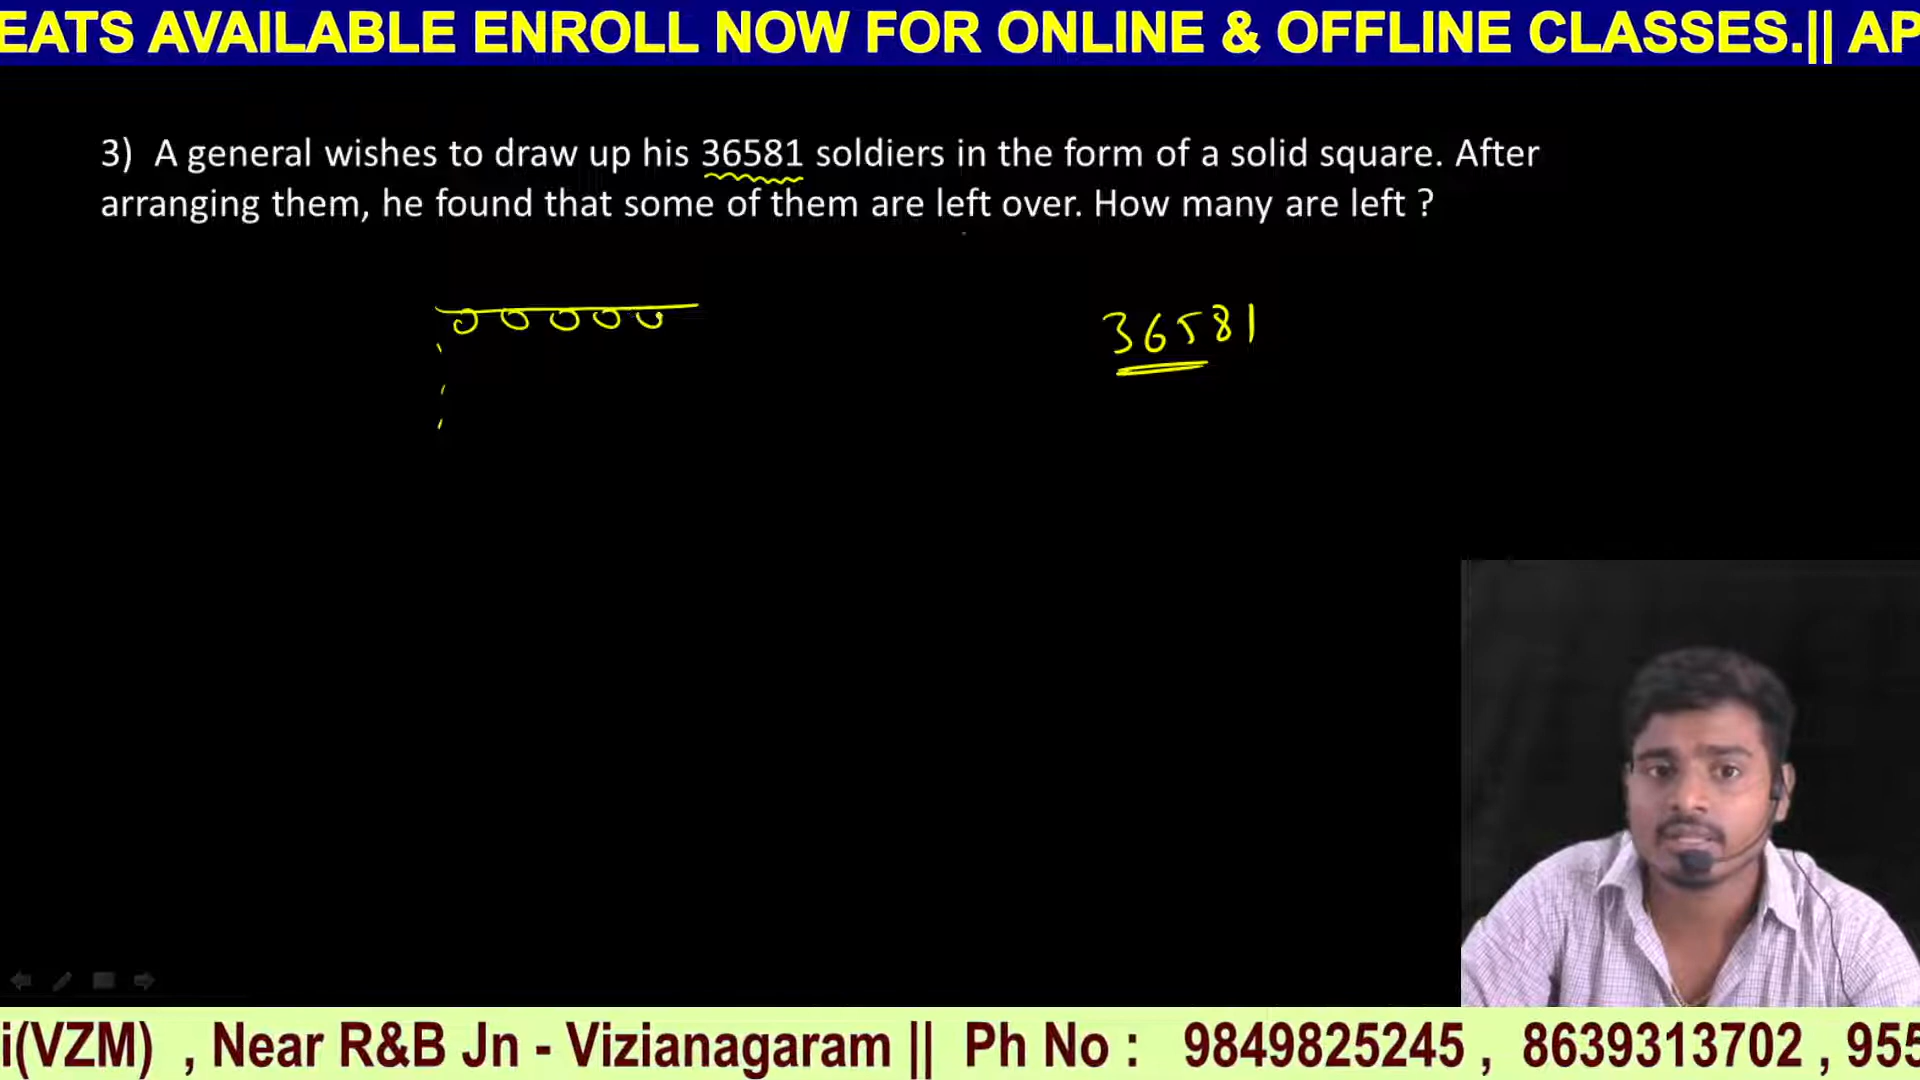 EATS AVAILABLE ENROLL NOW FOR ONLINE & OFFLINE CLASSES.|| AP
3) A general wishes to draw up his 36581 soldiers in the form of a solid square. After
arranging them, he found that some of them are left over. How many are left ?
36581
i(VZM) , Near R&B Jn - Vizianagaram || Ph No : 9849825245 , 8639313702 , 955